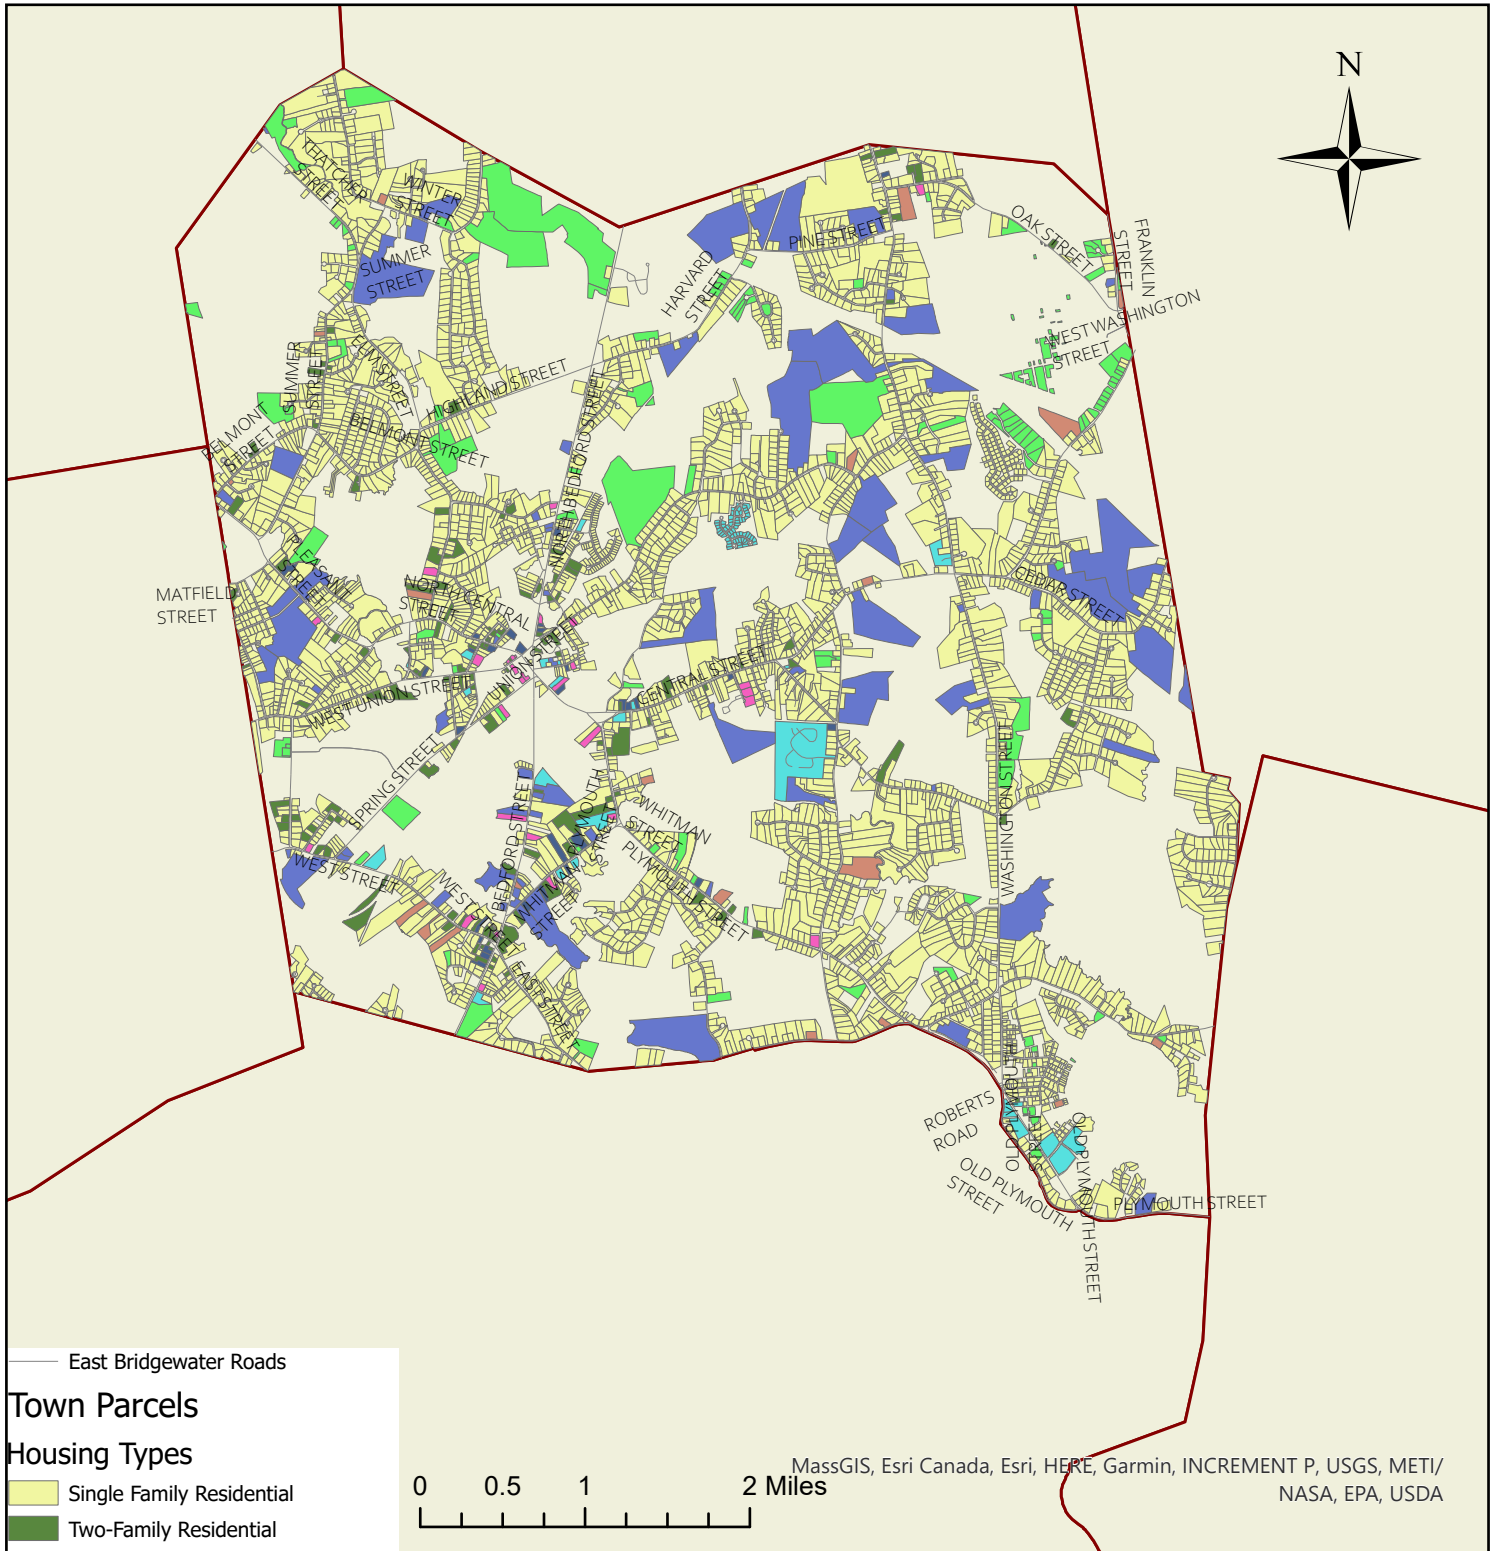 N
THATCHER
STREET
WINTER
STREET
SUMMER
STREET
PINE STREET
HARVARD
STREET
OAK STREET
FRANKLIN
STREET
WEST WASHINGTON
STREET
SUMMER
STREET
ELM STREET
HIGHLAND STREET
BELMONT
STREET
BELMONT STREET
NORTH BEDFORD STREET
PLEASANT
STREET
MATFIELD
STREET
NORTH CENTRAL
STREET
CEDAR STREET
UNION STREET
CENTRAL STREET
WEST UNION STREET
SPRING STREET
WASHINGTON STREET
BEDFORD STREET
PLYMOUTH
STREET
WHITMAN
STREET
PLYMOUTH STREET
WEST STREET
WEST STREET
WHITMAN
STREET
EAST STREET
ROBERTS
ROAD
OLD PLYMOUTH
STREET
OLD PLYMOUTH
STREET
OLD PLYMOUTH STREET
PLYMOUTH STREET
East Bridgewater Roads
Town Parcels
Housing Types
Single Family Residential
Two-Family Residential
0 0.5 1 2 Miles
MassGIS, Esri Canada, Esri, HERE, Garmin, INCREMENT P, USGS, METI/
NASA, EPA, USDA